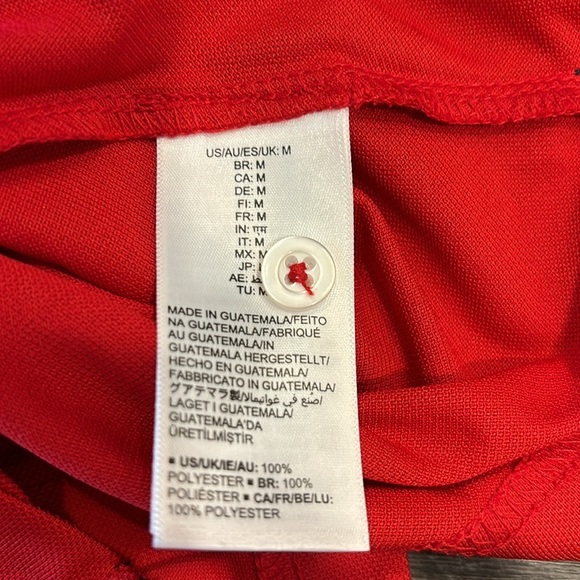 US/AU/ES/UK: M
BR: M
CA: M
DE: M
FI: M
FR: M
IN: एम
IT: M
MX: M
JP:
AE:
TU: M
MADE IN GUATEMALA/FEITO
NA GUATEMALA/FABRIQUÉ
AU GUATEMALA/IN
GUATEMALA HERGESTELLT/
HECHO EN GUATEMALA/
FABBRICATO IN GUATEMALA/
グアテマラ製/صنع في غواتيمالا/
LAGET I GUATEMALA/
GUATEMALA'DA
ÜRETİLMİŞTİR
▪ US/UK/IE/AU: 100%
POLYESTER ▪ BR: 100%
POLIÉSTER ▪ CA/FR/BE/LU:
100% POLYESTER